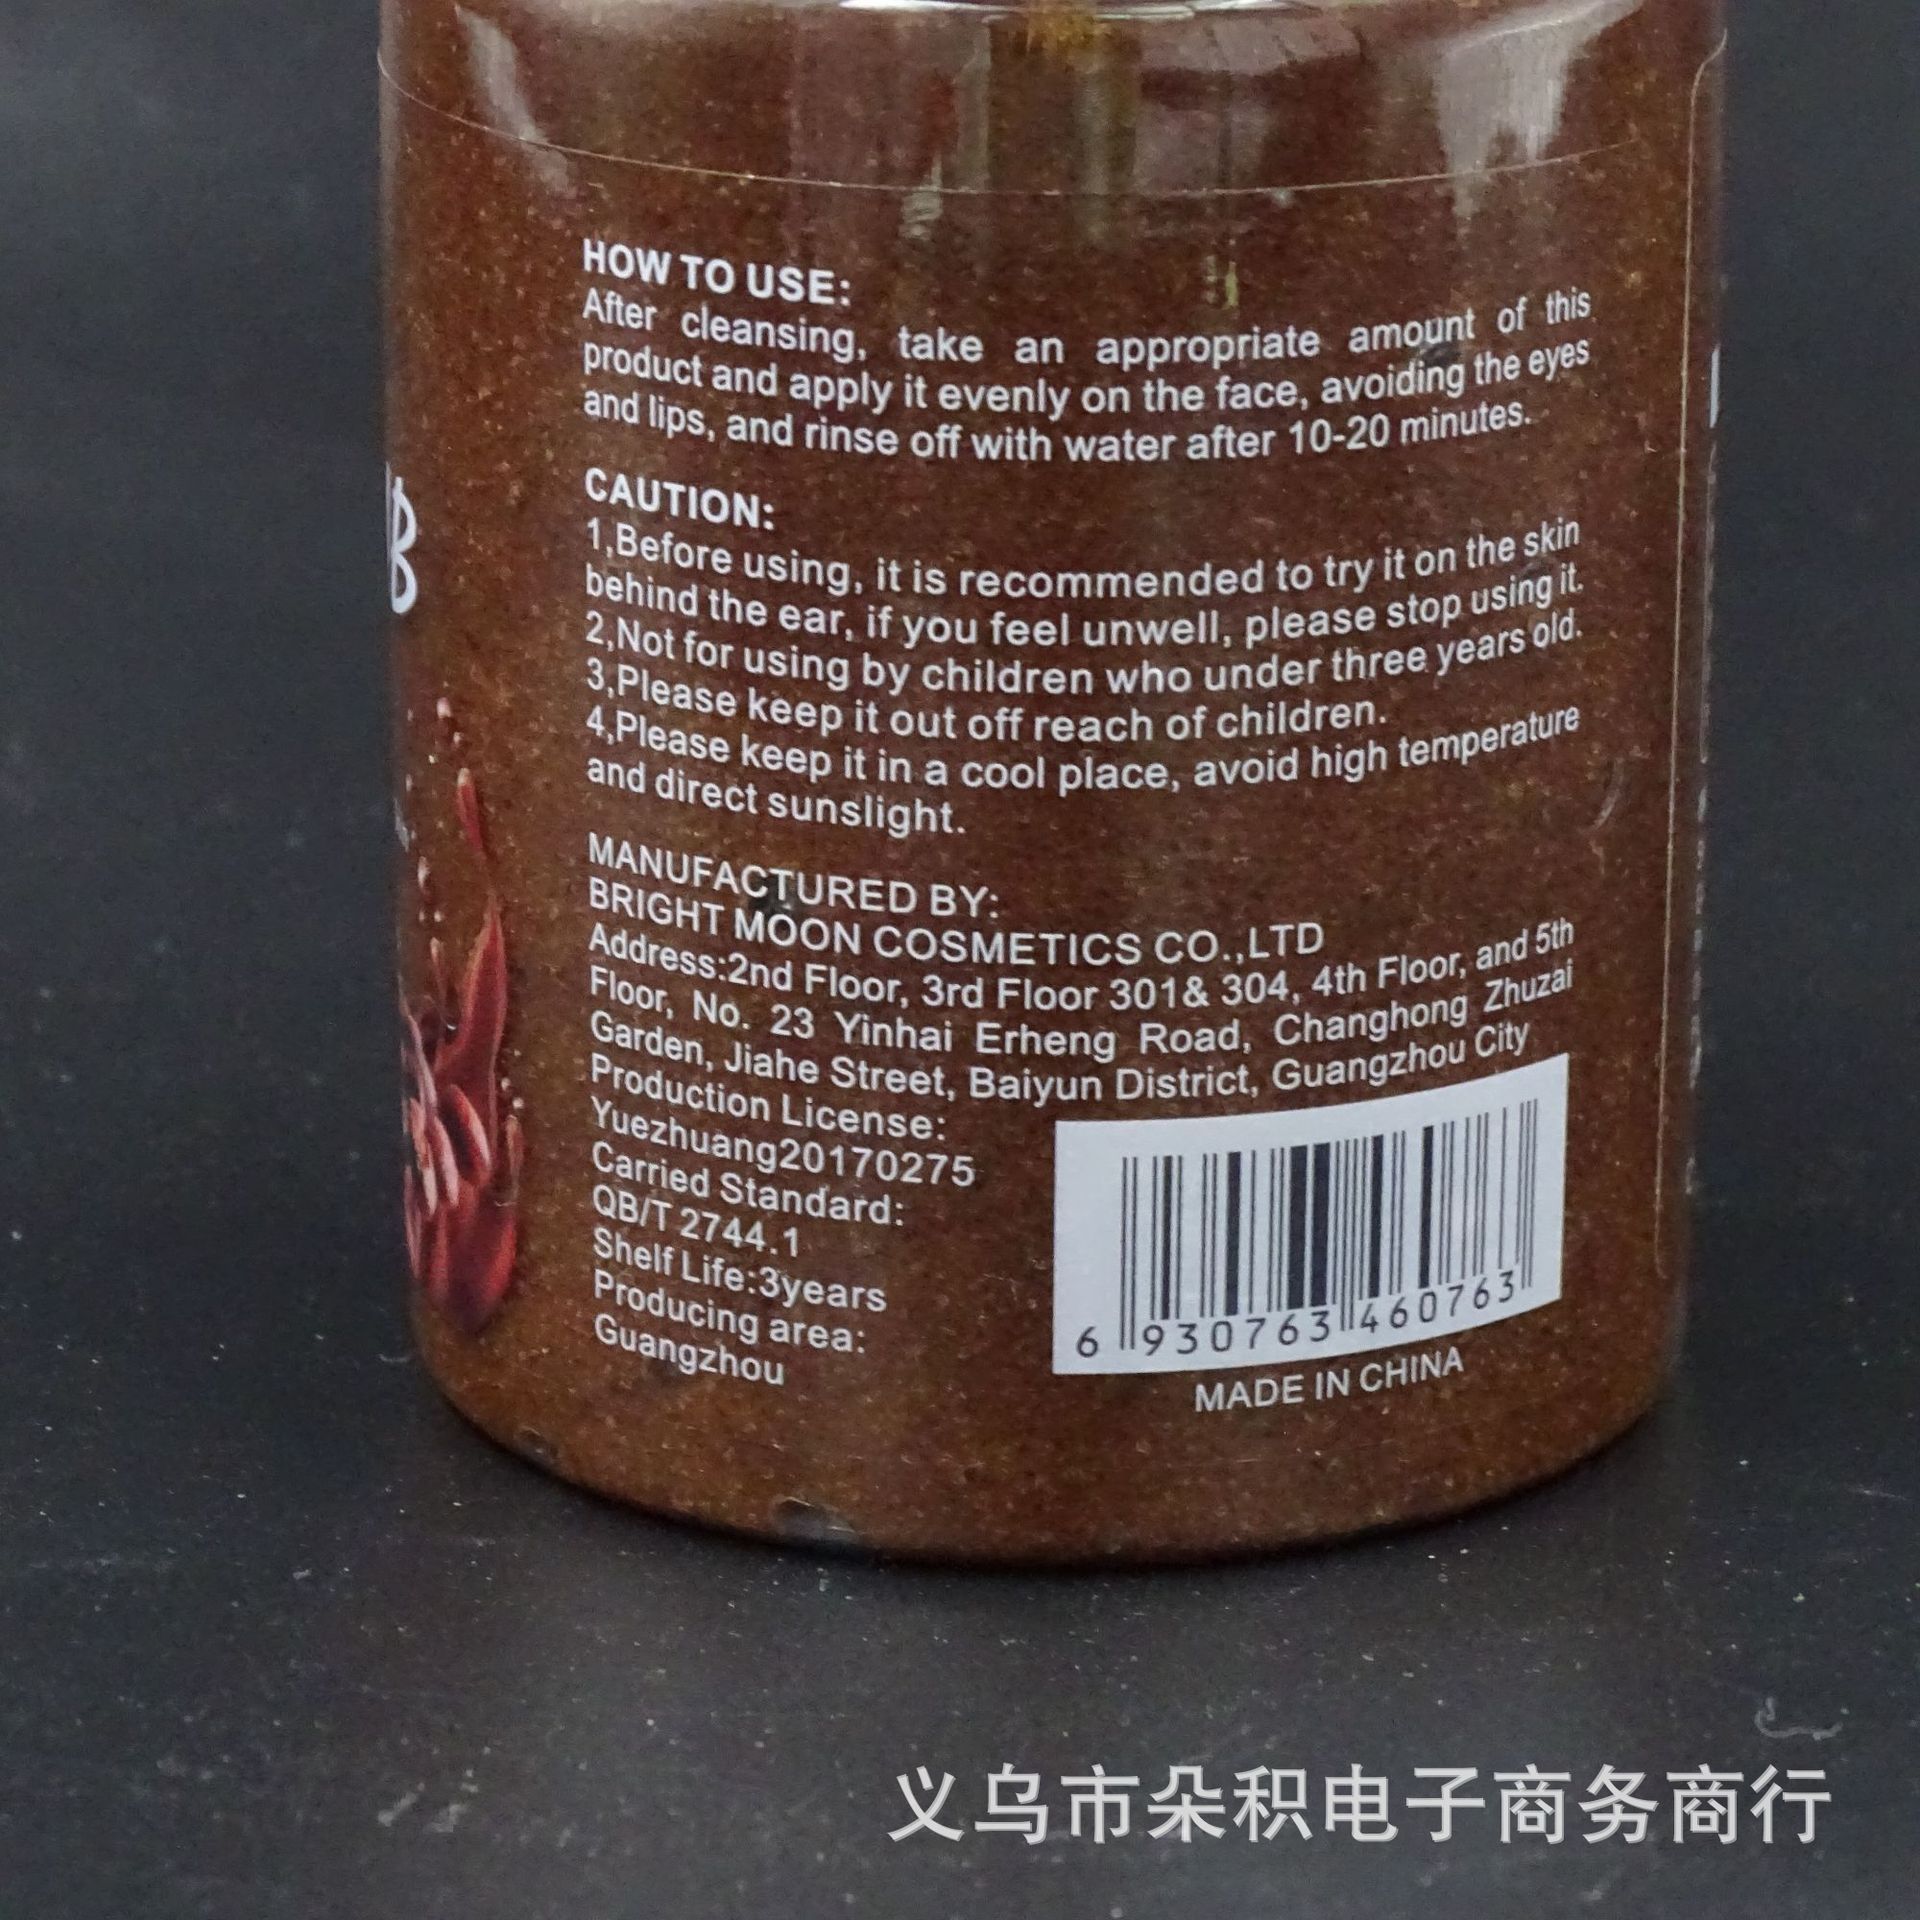 HOW TO USE:
After cleansing, take an appropriate amount of this
product and apply it evenly on the face, avoiding the eyes
and lips, and rinse off with water after 10-20 minutes.
CAUTION:
1,Before using, it is recommended to try it on the skin
behind the ear, if you feel unwell, please stop using it.
2,Not for using by children who under three years old.
3,Please keep it out off reach of children.
4,Please keep it in a cool place, avoid high temperature
and direct sunslight.
MANUFACTURED BY:
BRIGHT MOON COSMETICS CO.,LTD
Address:2nd Floor, 3rd Floor 301& 304, 4th Floor, and 5th
Floor, No. 23 Yinhai Erheng Road, Changhong Zhuzai
Garden, Jiahe Street, Baiyun District, Guangzhou City
Production License:
Yuezhuang20170275
Carried Standard:
QB/T 2744.1
Shelf Life:3years
Producing area:
Guangzhou
6 930763 460763
MADE IN CHINA
义乌市朵积电子商务商行